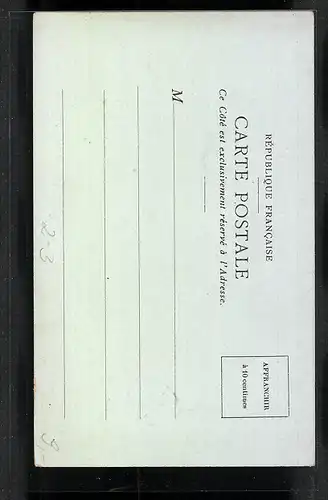 RÉPUBLIQUE FRANÇAISE
CARTE POSTALE
Ce Côté est exclusivement réservé à l'Adresse.
AFFRANCHIR
à 10 centimes
M
2-3